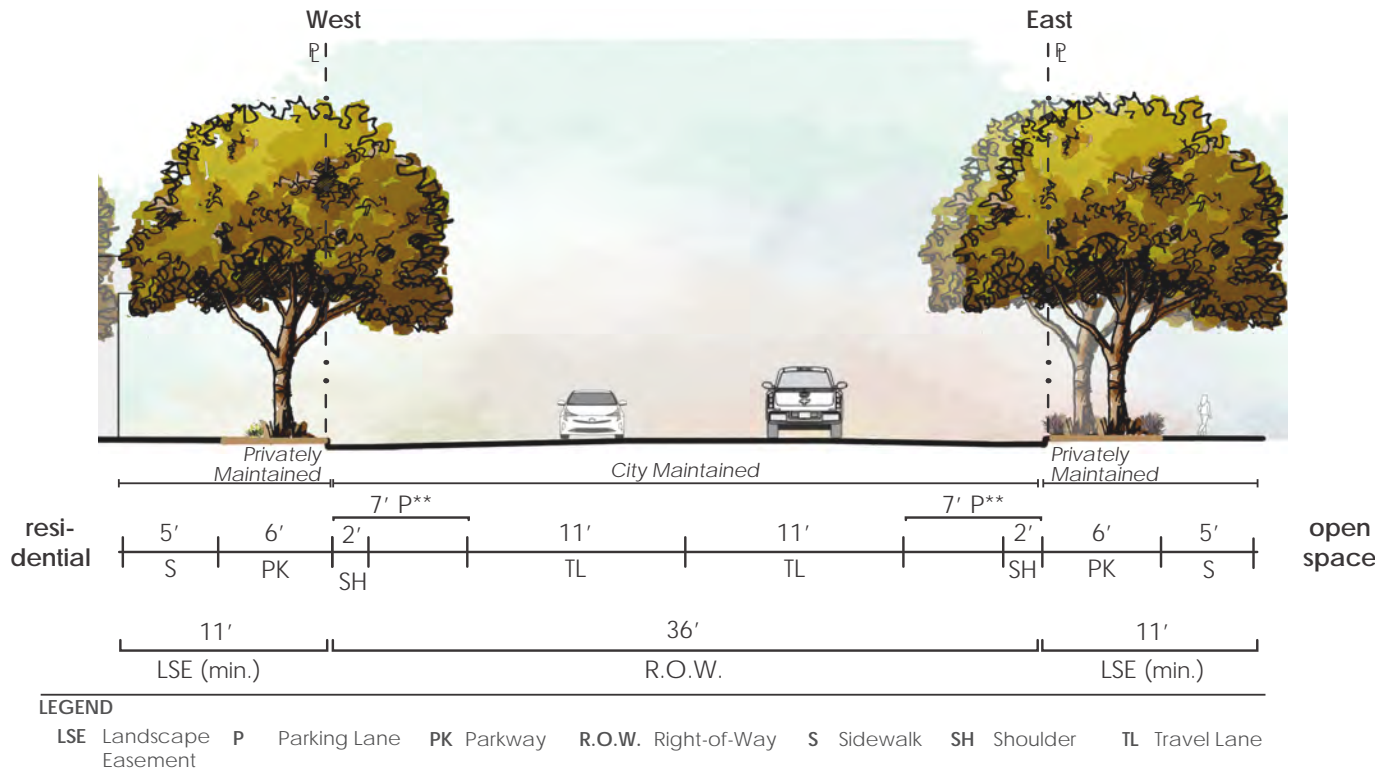 West East
℄ ℄
Privately Privately
Maintained City Maintained Maintained
7' P** 7' P**
resi- 5' 6' 2' 11' 11' 2' 6' 5' open
dential S PK SH TL TL SH PK S space
11' 36' 11'
LSE (min.) R.O.W. LSE (min.)
LEGEND
LSE Landscape P Parking Lane PK Parkway R.O.W. Right-of-Way S Sidewalk SH Shoulder TL Travel Lane
Easement